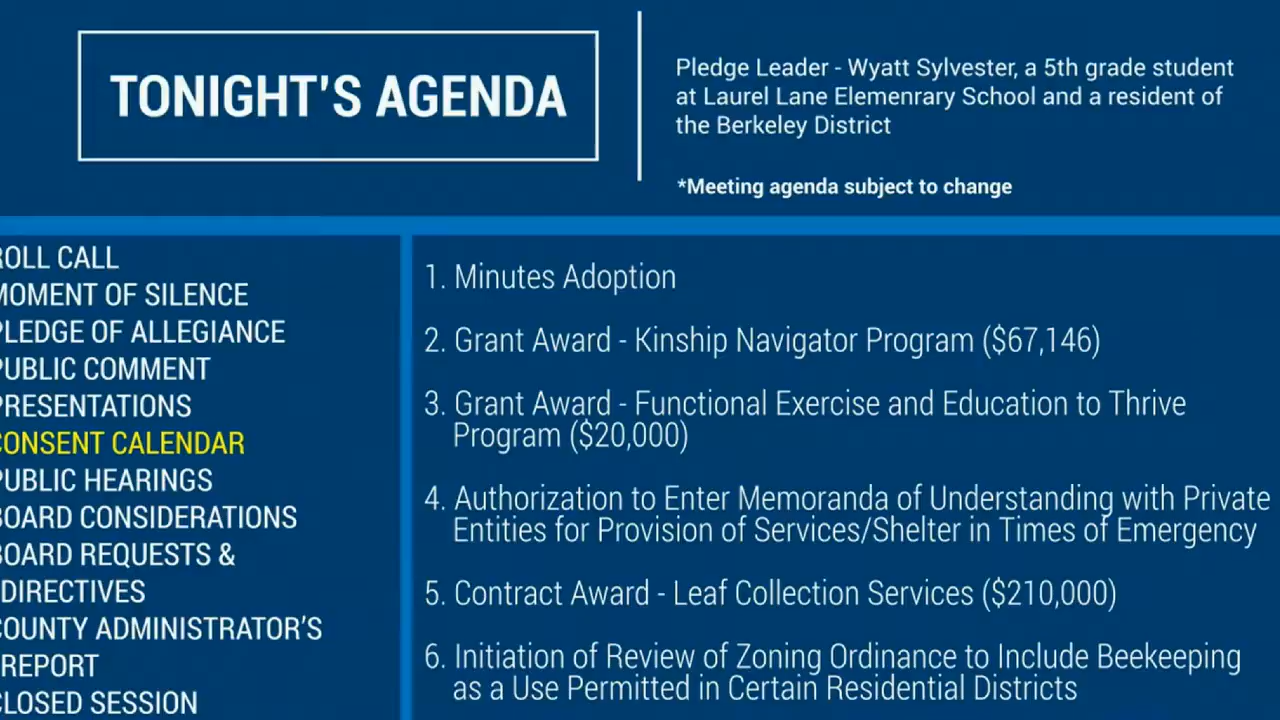 TONIGHT'S AGENDA
Pledge Leader - Wyatt Sylvester, a 5th grade student
at Laurel Lane Elemenrary School and a resident of
the Berkeley District
*Meeting agenda subject to change
ROLL CALL
MOMENT OF SILENCE
PLEDGE OF ALLEGIANCE
PUBLIC COMMENT
PRESENTATIONS
CONSENT CALENDAR
PUBLIC HEARINGS
BOARD CONSIDERATIONS
BOARD REQUESTS &
DIRECTIVES
COUNTY ADMINISTRATOR'S
REPORT
CLOSED SESSION
1. Minutes Adoption
2. Grant Award - Kinship Navigator Program ($67,146)
3. Grant Award - Functional Exercise and Education to Thrive
Program ($20,000)
4. Authorization to Enter Memoranda of Understanding with Private
Entities for Provision of Services/Shelter in Times of Emergency
5. Contract Award - Leaf Collection Services ($210,000)
6. Initiation of Review of Zoning Ordinance to Include Beekeeping
as a Use Permitted in Certain Residential Districts